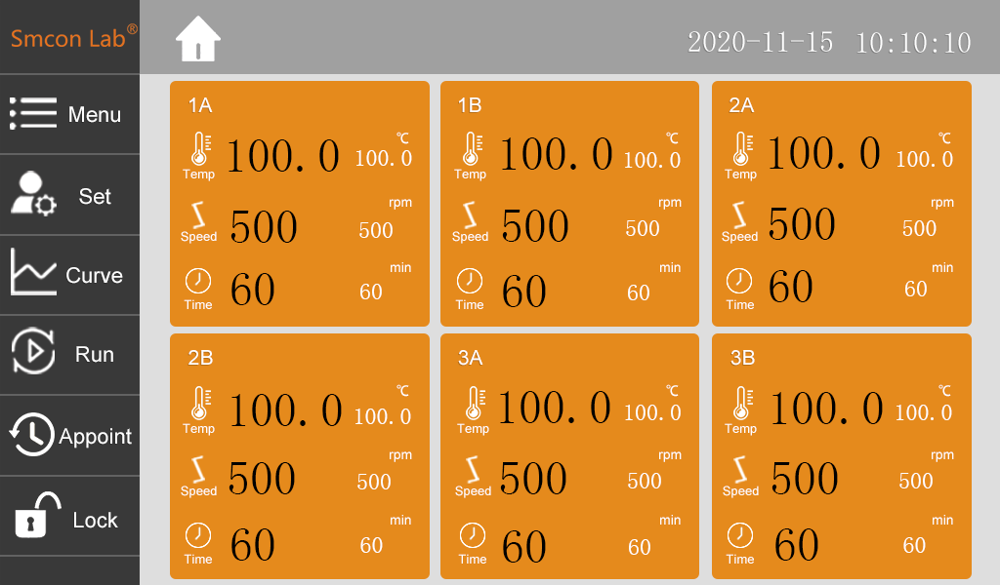 Smcon Lab®
2020-11-15 10:10:10
Menu
Set
Curve
Run
Appoint
Lock
1A
℃
Temp 100.0 100.0
rpm
Speed 500 500
min
Time 60 60
1B
℃
Temp 100.0 100.0
rpm
Speed 500 500
min
Time 60 60
2A
℃
Temp 100.0 100.0
rpm
Speed 500 500
min
Time 60 60
2B
℃
Temp 100.0 100.0
rpm
Speed 500 500
min
Time 60 60
3A
℃
Temp 100.0 100.0
rpm
Speed 500 500
min
Time 60 60
3B
℃
Temp 100.0 100.0
rpm
Speed 500 500
min
Time 60 60